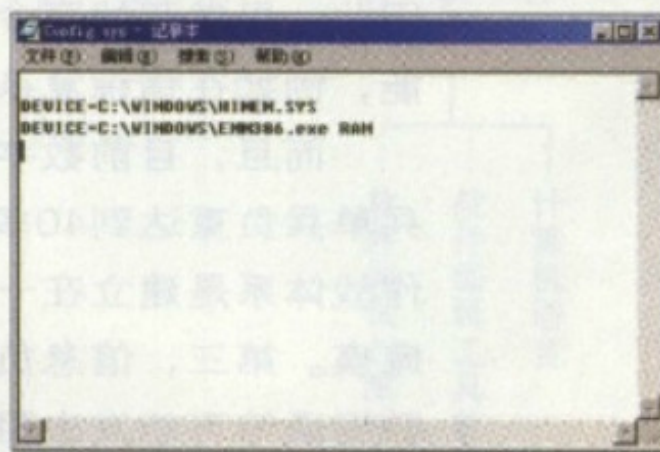 Config.sys - 记事本
文件(F) 编辑(E) 搜索(S) 帮助(H)
DEVICE=C:\WINDOWS\HIMEM.SYS
DEVICE=C:\WINDOWS\EMM386.exe RAM